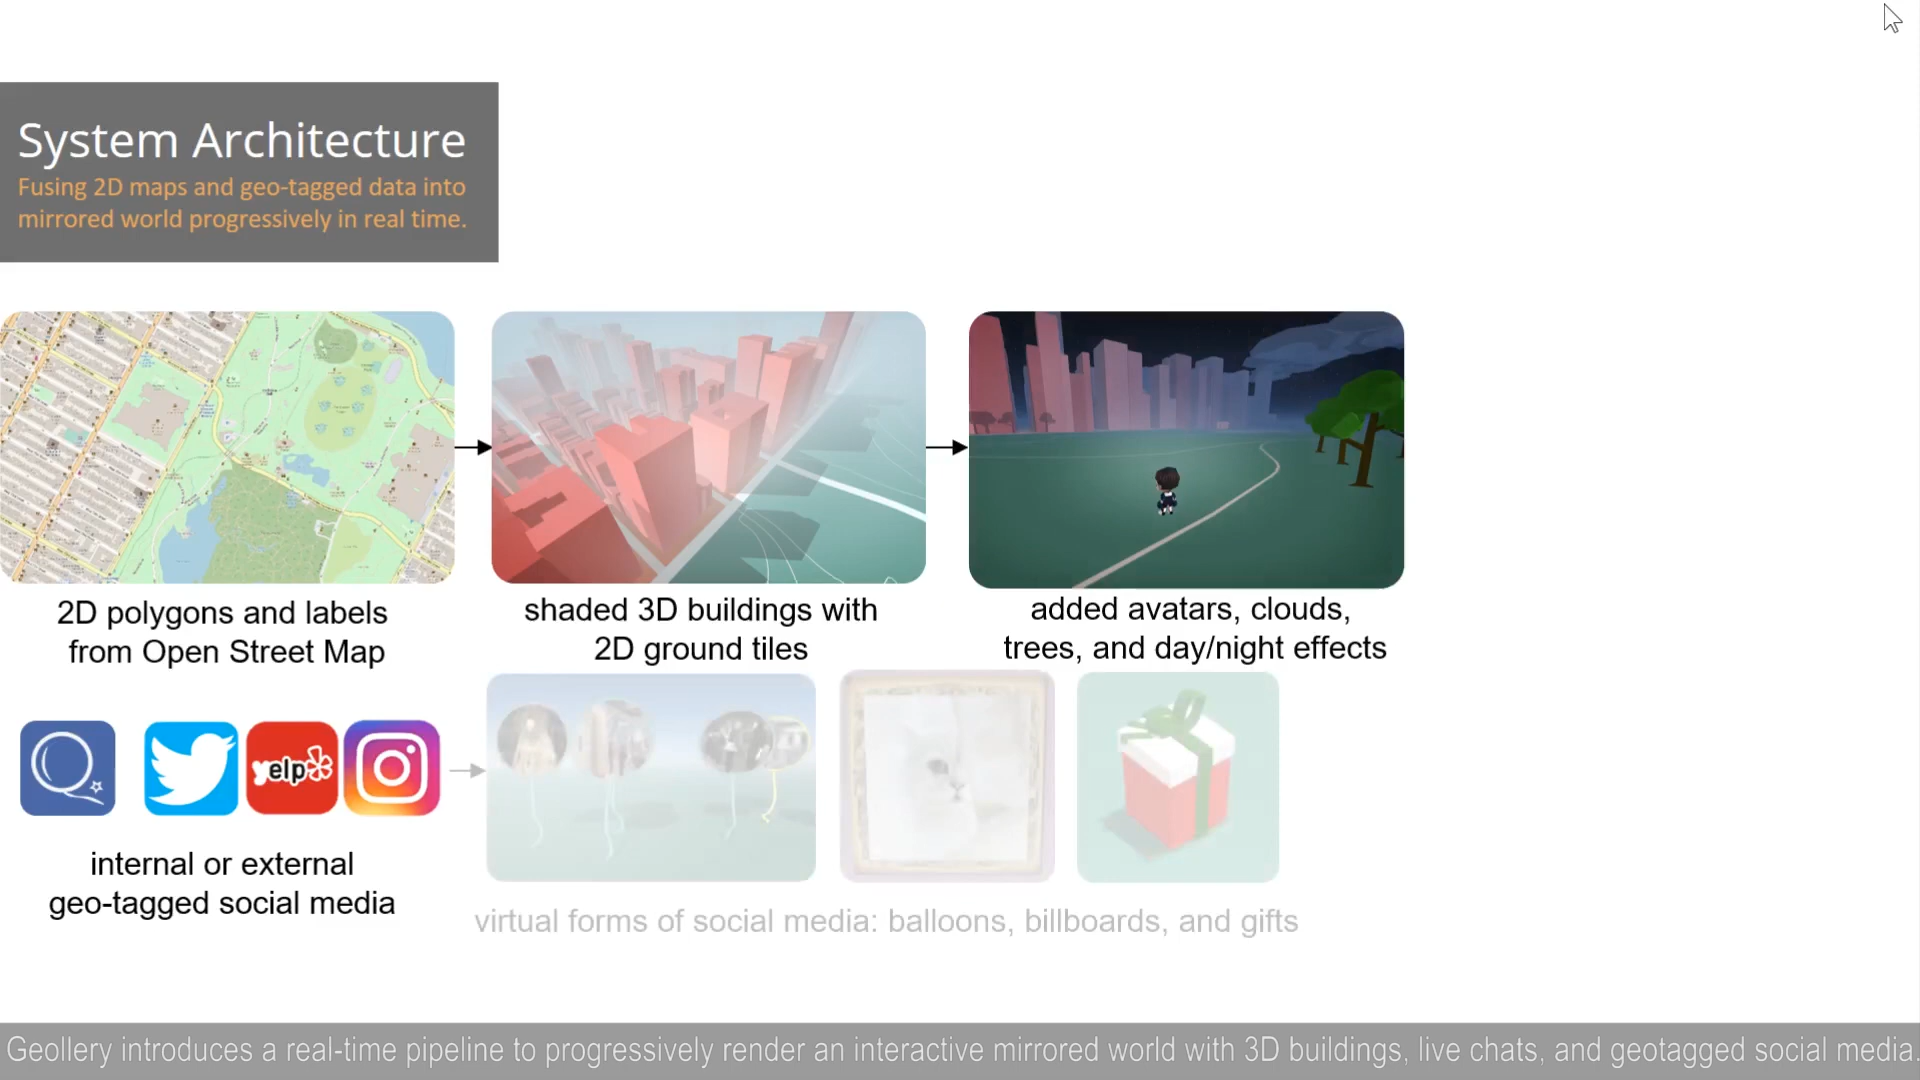 System Architecture
Fusing 2D maps and geo-tagged data into
mirrored world progressively in real time.
2D polygons and labels
from Open Street Map
shaded 3D buildings with
2D ground tiles
added avatars, clouds,
trees, and day/night effects
yelp
internal or external
geo-tagged social media
virtual forms of social media: balloons, billboards, and gifts
Geollery introduces a real-time pipeline to progressively render an interactive mirrored world with 3D buildings, live chats, and geotagged social media.